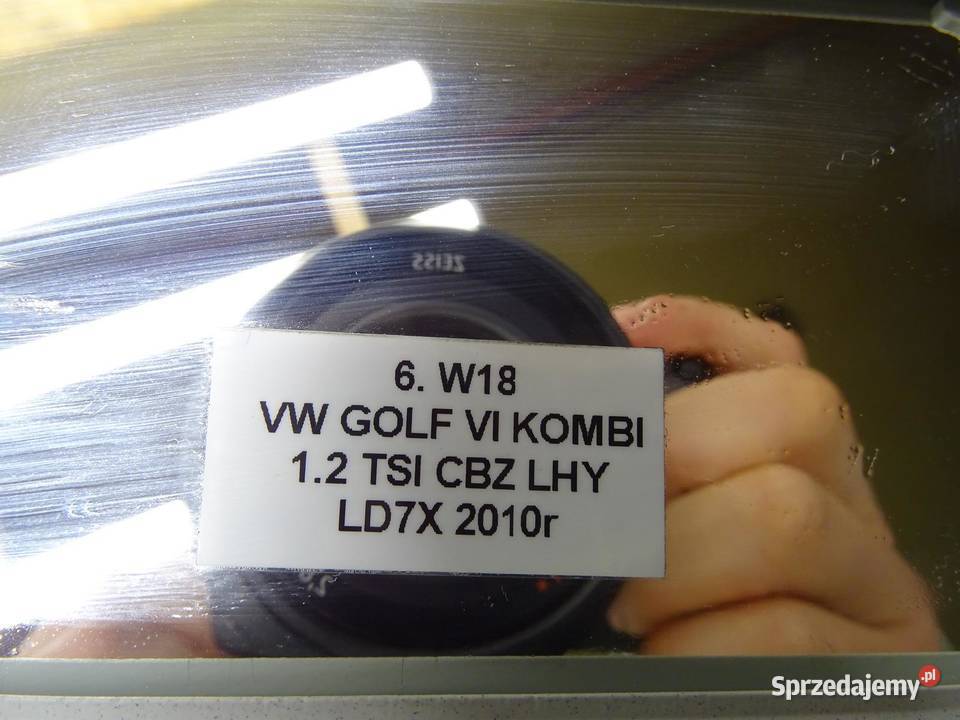 ZEISS
6. W18
VW GOLF VI KOMBI
1.2 TSI CBZ LHY
LD7X 2010r
Sprzedajemy.pl